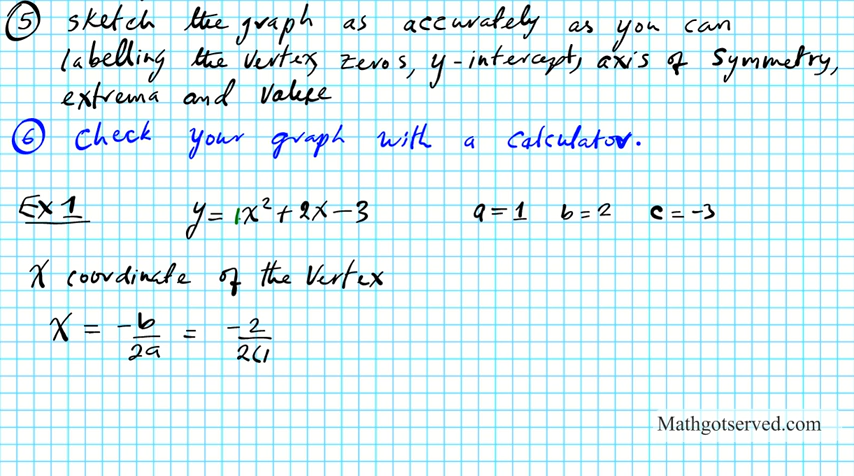 ⑤ sketch the graph as accurately as you can
labelling the vertex, zeros, y-intercept, axis of symmetry,
extrema and value
⑥ Check your graph with a calculator.
Ex 1 y = 1x² + 2x - 3 a = 1 b = 2 c = -3
X coordinate of the Vertex
X = -b/2a = -2/2(1
Mathgotserved.com